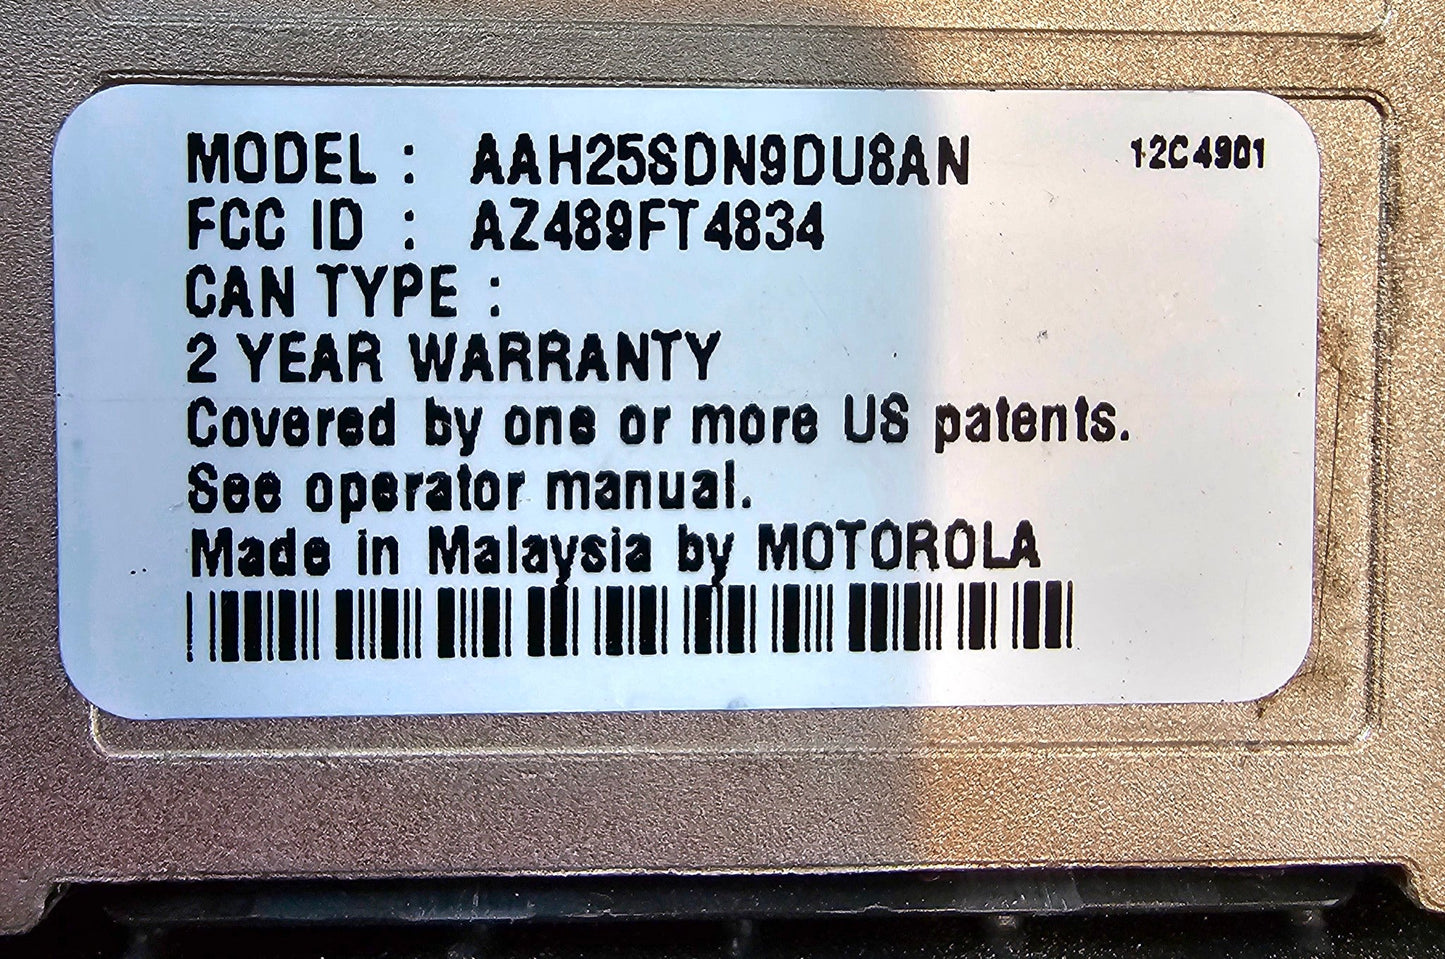 MODEL : AAH25SDN9DU8AN 12C4901
FCC ID : AZ489FT4834
CAN TYPE :
2 YEAR WARRANTY
Covered by one or more US patents.
See operator manual.
Made in Malaysia by MOTOROLA